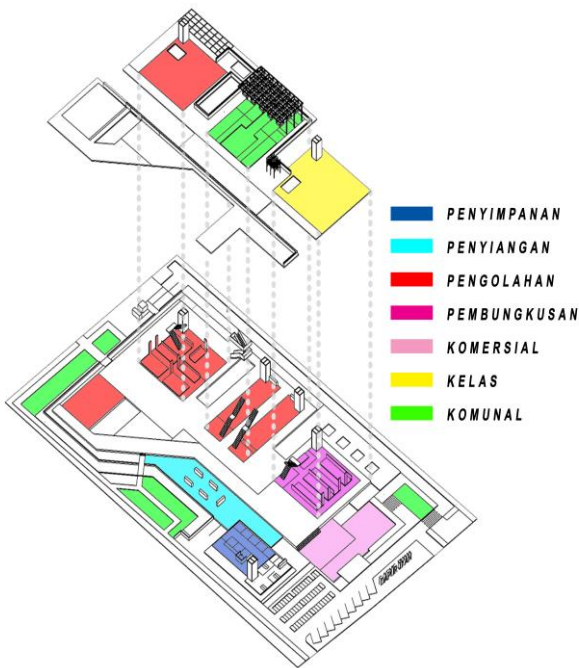 PENYIMPANAN
PENYIANGAN
PENGOLAHAN
PEMBUNGKUSAN
KOMERSIAL
KELAS
KOMUNAL